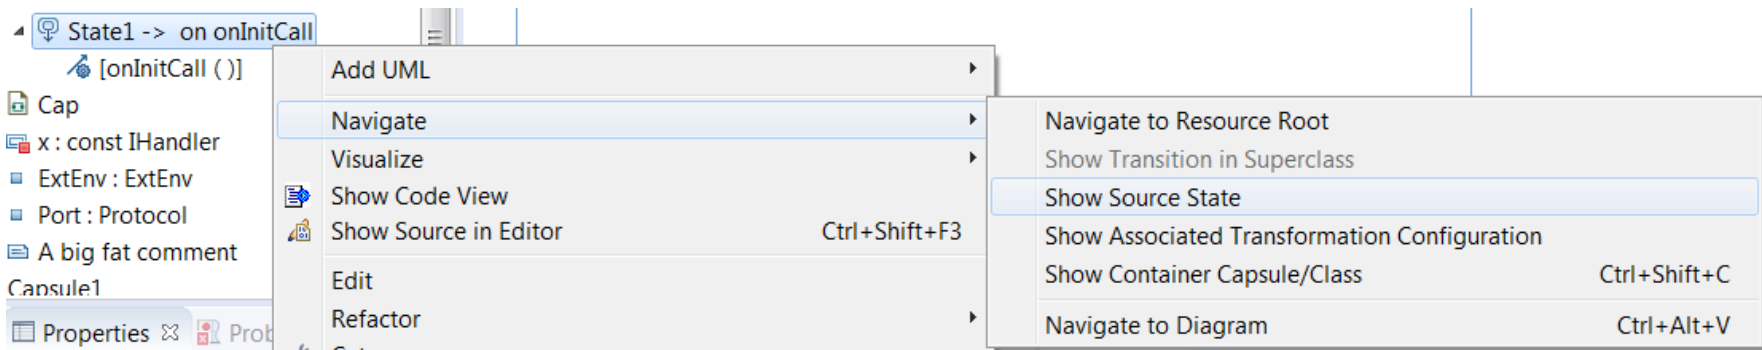 State1 -> on onInitCall
[onInitCall ( )]
Cap
x : const IHandler
ExtEnv : ExtEnv
Port : Protocol
A big fat comment
Capsule1
Properties
Prob
Add UML
Navigate
Visualize
Show Code View
Show Source in Editor Ctrl+Shift+F3
Edit
Refactor
Navigate to Resource Root
Show Transition in Superclass
Show Source State
Show Associated Transformation Configuration
Show Container Capsule/Class Ctrl+Shift+C
Navigate to Diagram Ctrl+Alt+V